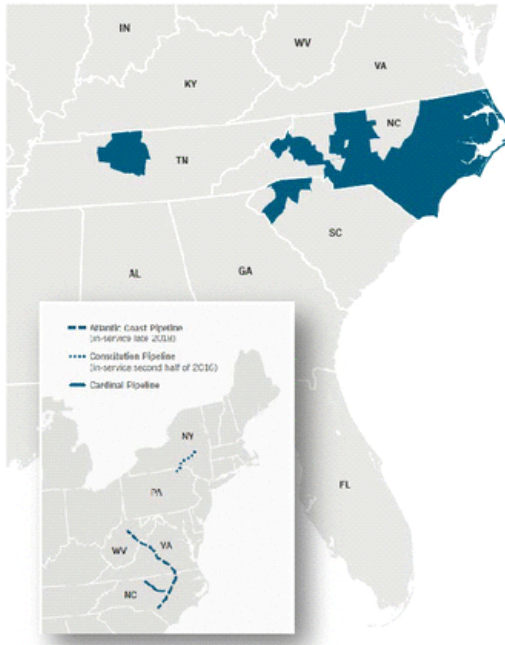 IN
WV
KY
VA
NC
TN
SC
AL
GA
FL
Atlantic Coast Pipeline
(in-service late 2018)
Constitution Pipeline
(in-service second half of 2016)
Cardinal Pipeline
NY
PA
WV
VA
NC